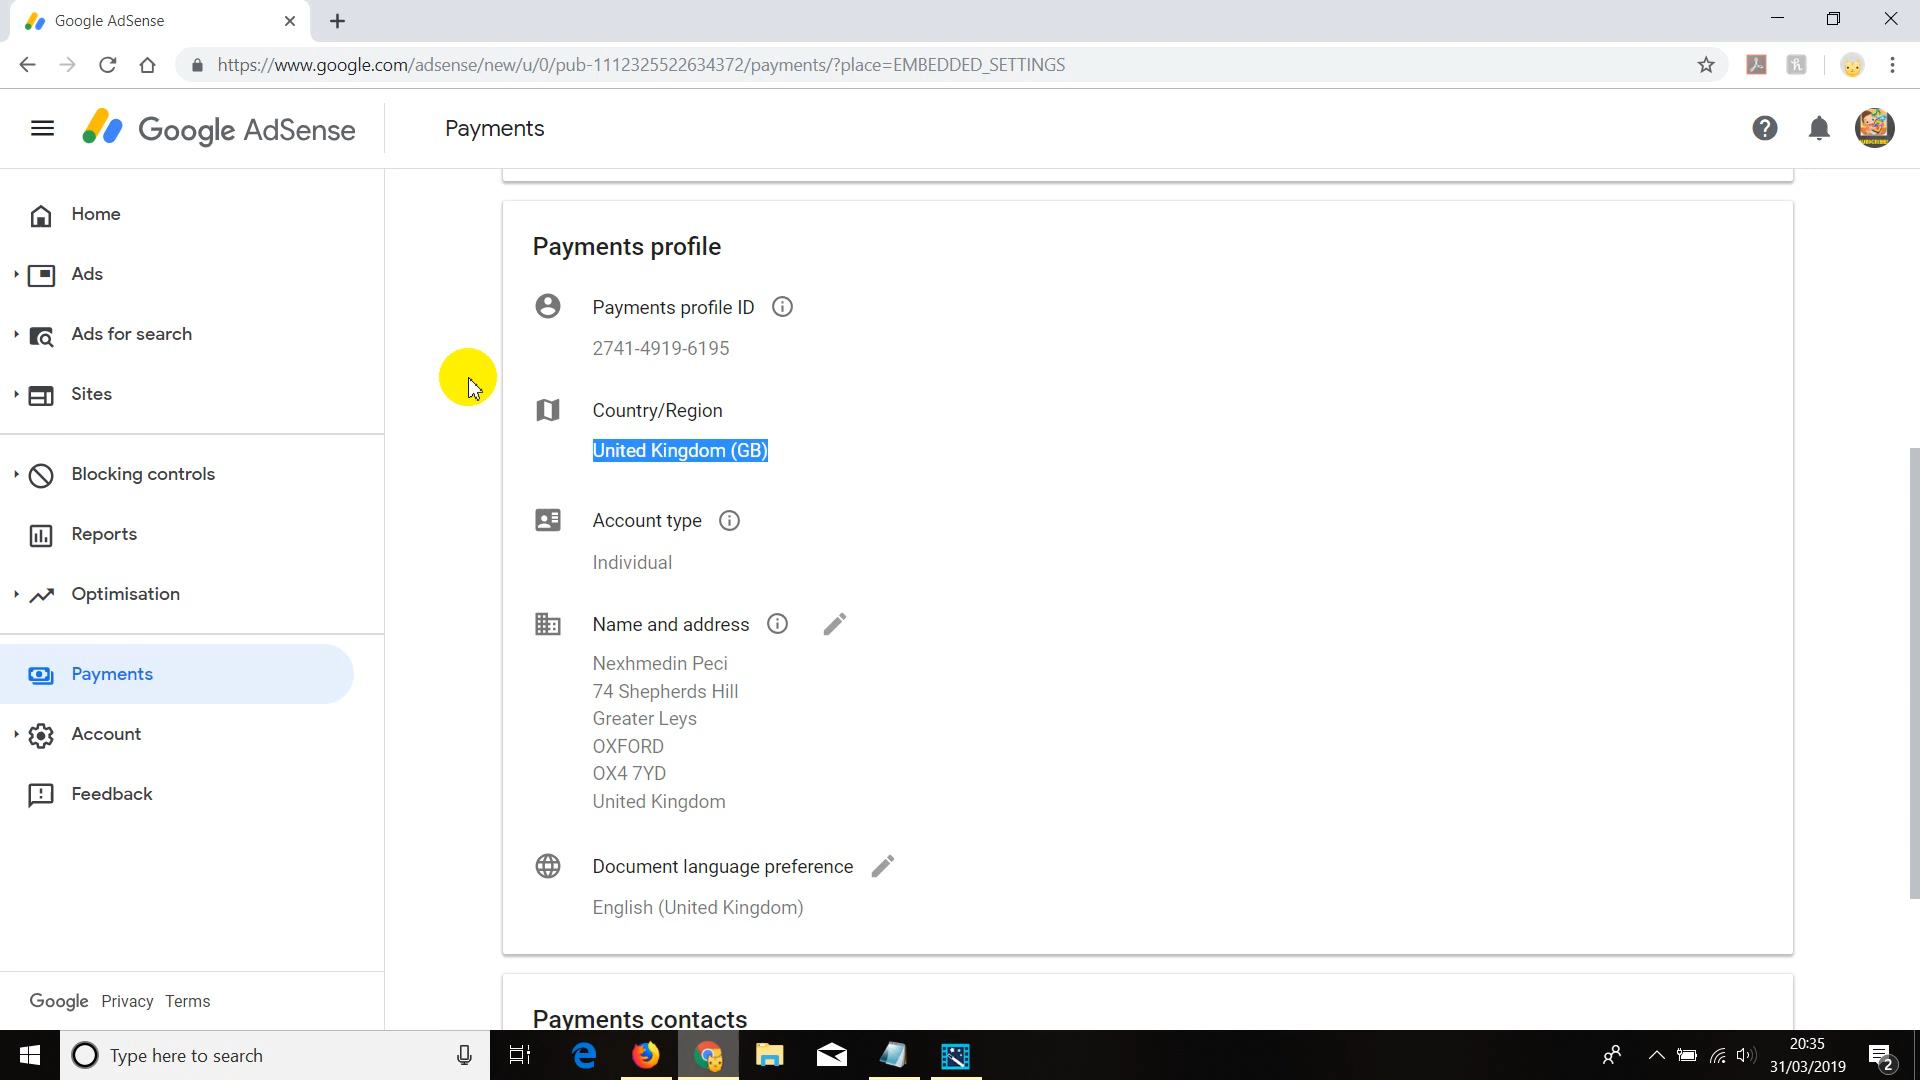 Google AdSense
https://www.google.com/adsense/new/u/0/pub-1112325522634372/payments/?place=EMBEDDED_SETTINGS
Google AdSense
Payments
Home
Ads
Ads for search
Sites
Blocking controls
Reports
Optimisation
Payments
Account
Feedback
Google Privacy Terms
Payments profile
Payments profile ID
2741-4919-6195
Country/Region
United Kingdom (GB)
Account type
Individual
Name and address
Nexhmedin Peci
74 Shepherds Hill
Greater Leys
OXFORD
OX4 7YD
United Kingdom
Document language preference
English (United Kingdom)
Payments contacts
Type here to search
20:35
31/03/2019
2